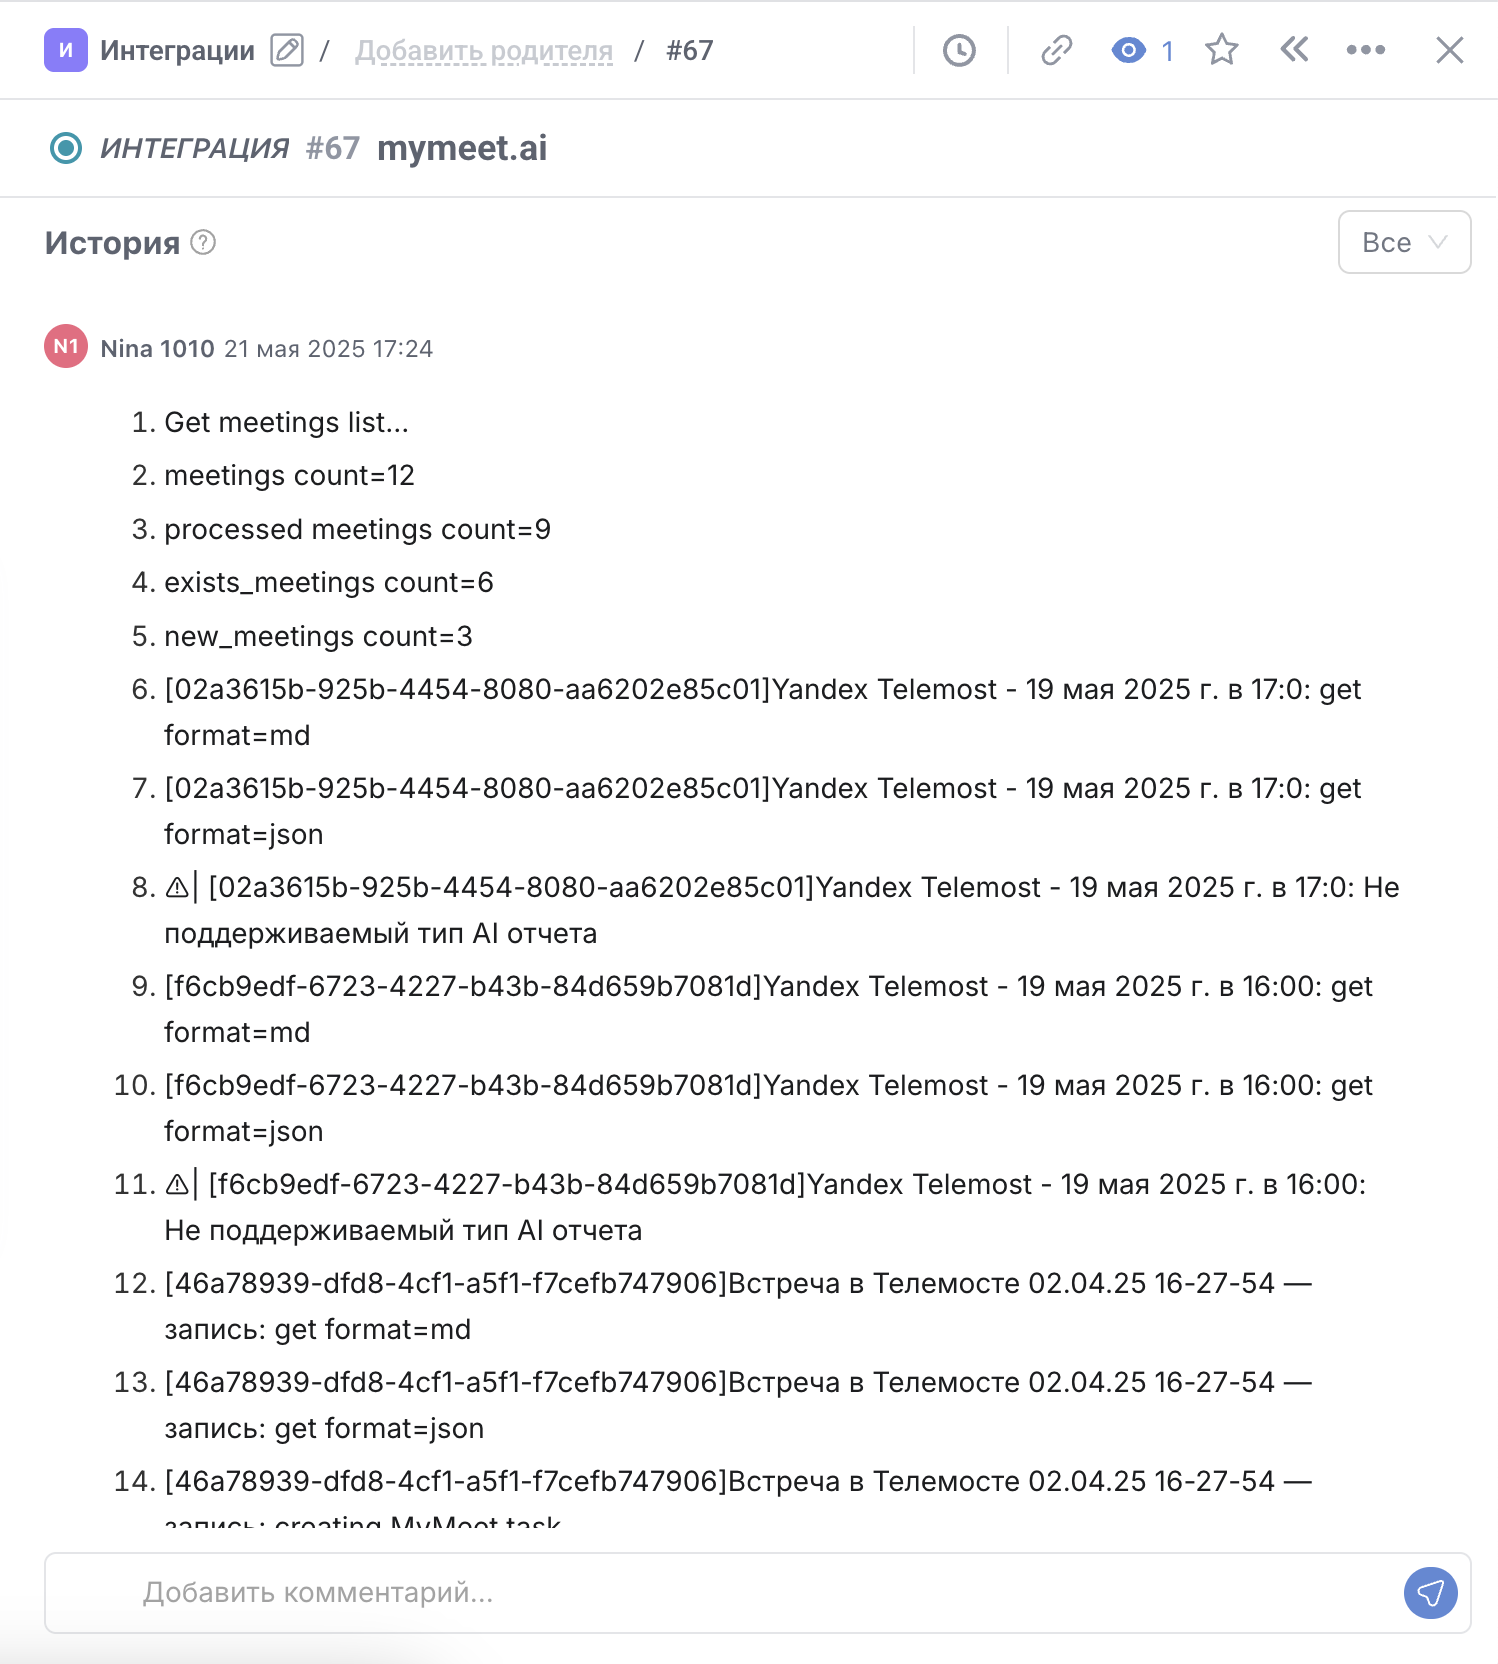 И Интеграции / Добавить родителя / #67 1
ИНТЕГРАЦИЯ #67 mymeet.ai
История ? Все
N1 Nina 1010 21 мая 2025 17:24
1. Get meetings list...
2. meetings count=12
3. processed meetings count=9
4. exists_meetings count=6
5. new_meetings count=3
6. [02a3615b-925b-4454-8080-aa6202e85c01]Yandex Telemost - 19 мая 2025 г. в 17:0: get
format=md
7. [02a3615b-925b-4454-8080-aa6202e85c01]Yandex Telemost - 19 мая 2025 г. в 17:0: get
format=json
8. ⚠| [02a3615b-925b-4454-8080-aa6202e85c01]Yandex Telemost - 19 мая 2025 г. в 17:0: Не
поддерживаемый тип AI отчета
9. [f6cb9edf-6723-4227-b43b-84d659b7081d]Yandex Telemost - 19 мая 2025 г. в 16:00: get
format=md
10. [f6cb9edf-6723-4227-b43b-84d659b7081d]Yandex Telemost - 19 мая 2025 г. в 16:00: get
format=json
11. ⚠| [f6cb9edf-6723-4227-b43b-84d659b7081d]Yandex Telemost - 19 мая 2025 г. в 16:00:
Не поддерживаемый тип AI отчета
12. [46a78939-dfd8-4cf1-a5f1-f7cefb747906]Встреча в Телемосте 02.04.25 16-27-54 —
запись: get format=md
13. [46a78939-dfd8-4cf1-a5f1-f7cefb747906]Встреча в Телемосте 02.04.25 16-27-54 —
запись: get format=json
14. [46a78939-dfd8-4cf1-a5f1-f7cefb747906]Встреча в Телемосте 02.04.25 16-27-54 —
запись: creating MyMeet task
Добавить комментарий...